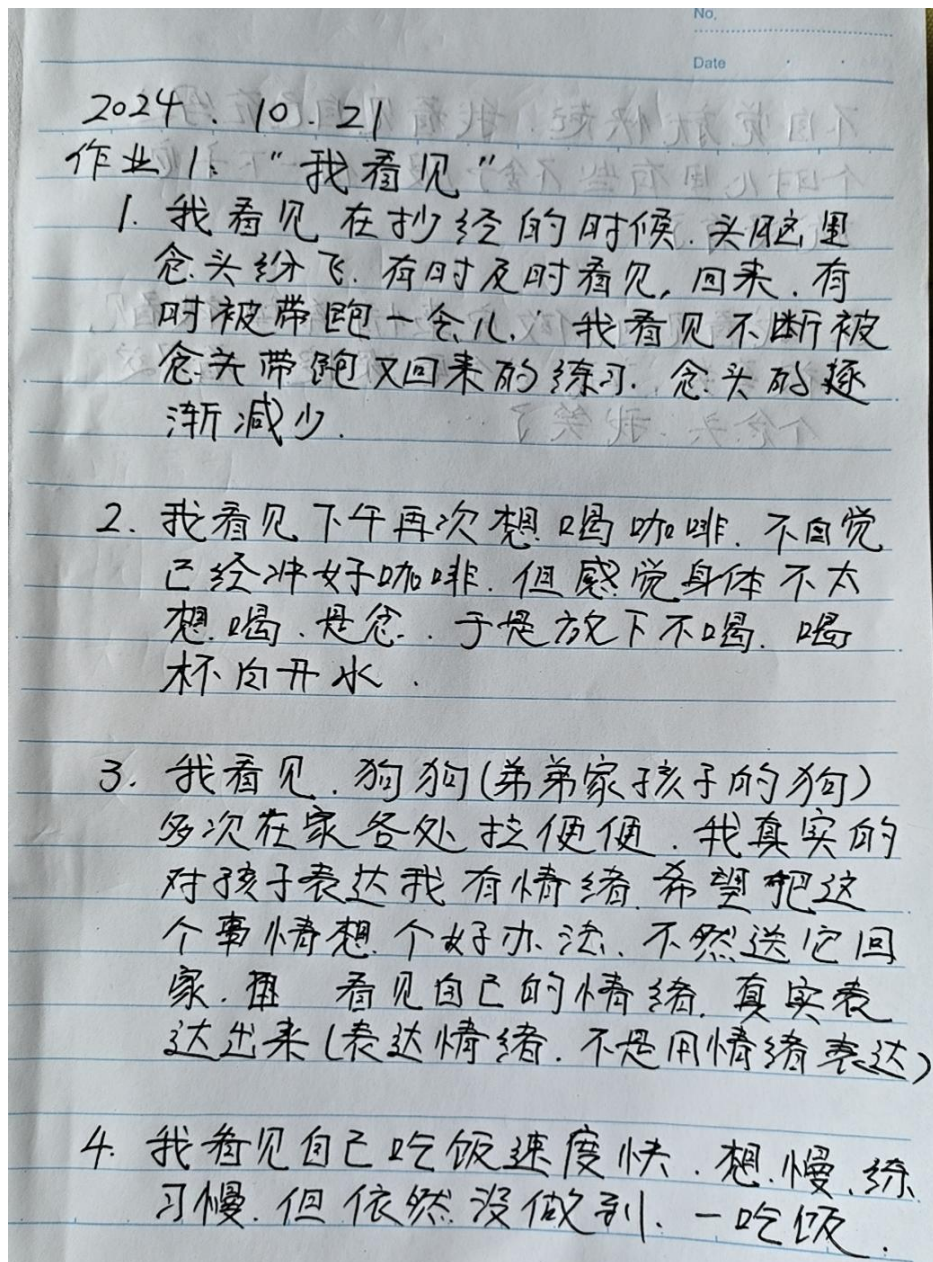 No.
Date
2024.10.21
作业1:“我看见”
1. 我看见在抄经的时候.头脑里
念头纷飞.有时及时看见,回来.有
时被带跑一会儿.我看见不断被
念头带跑又回来的练习.念头的逐
渐减少.
2. 我看见下午再次想喝咖啡.不自觉
已经冲好咖啡.但感觉身体不太
想喝.是念..于是放下不喝.喝
杯白开水.
3. 我看见.狗狗(弟弟家孩子的狗)
多次在家各处拉便便.我真实的
对孩子表达我有情绪.希望把这
个事情想个好办法、不然送它回
家. 看见自己的情绪.真实表
达出来(表达情绪.不是用情绪表达)
4. 我看见自己吃饭速度快.想慢.练
习慢.但依然没做到.一吃饭.